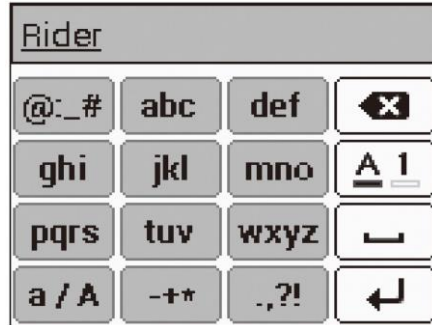 Rider
@:_# abc def
ghi jkl mno A 1
pqrs tuv wxyz
a / A -+* .,?!